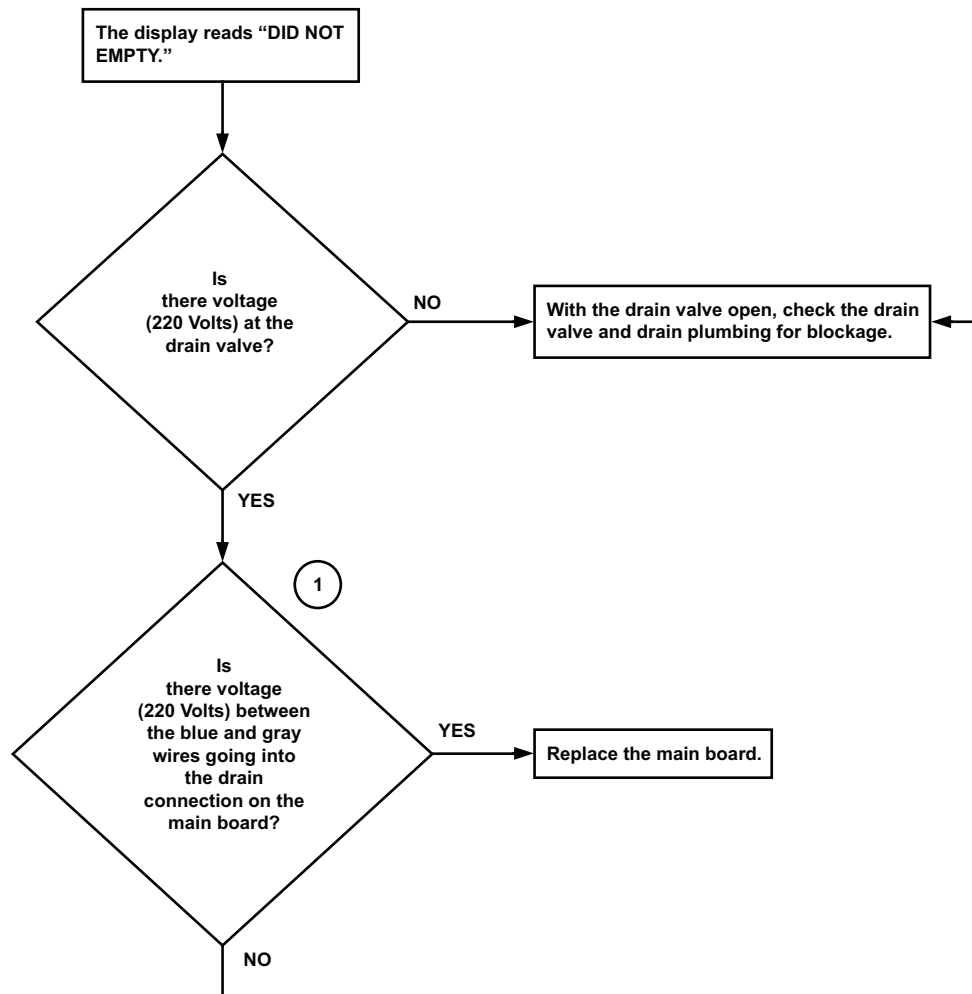 The display reads “DID NOT
EMPTY.”
Is
there voltage
(220 Volts) at the
drain valve?
NO
With the drain valve open, check the drain
valve and drain plumbing for blockage.
YES
1
Is
there voltage
(220 Volts) between
the blue and gray
wires going into
the drain
connection on the
main board?
YES
Replace the main board.
NO